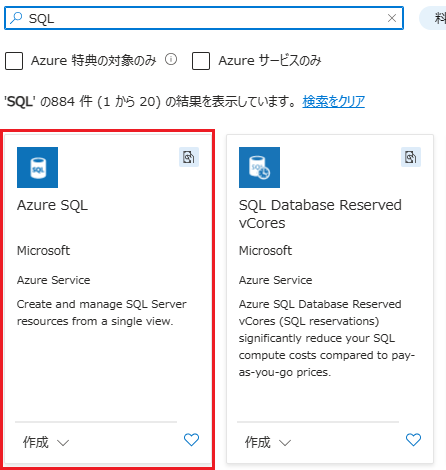 SQL
料
Azure 特典の対象のみ
Azure サービスのみ
'SQL' の884 件 (1 から 20) の結果を表示しています。 検索をクリア
SQL
Azure SQL
Microsoft
Azure Service
Create and manage SQL Server
resources from a single view.
作成
SQL
SQL Database Reserved
vCores
Microsoft
Azure Service
Azure SQL Database Reserved
vCores (SQL reservations)
significantly reduce your SQL
compute costs compared to pay-
as-you-go prices.
作成